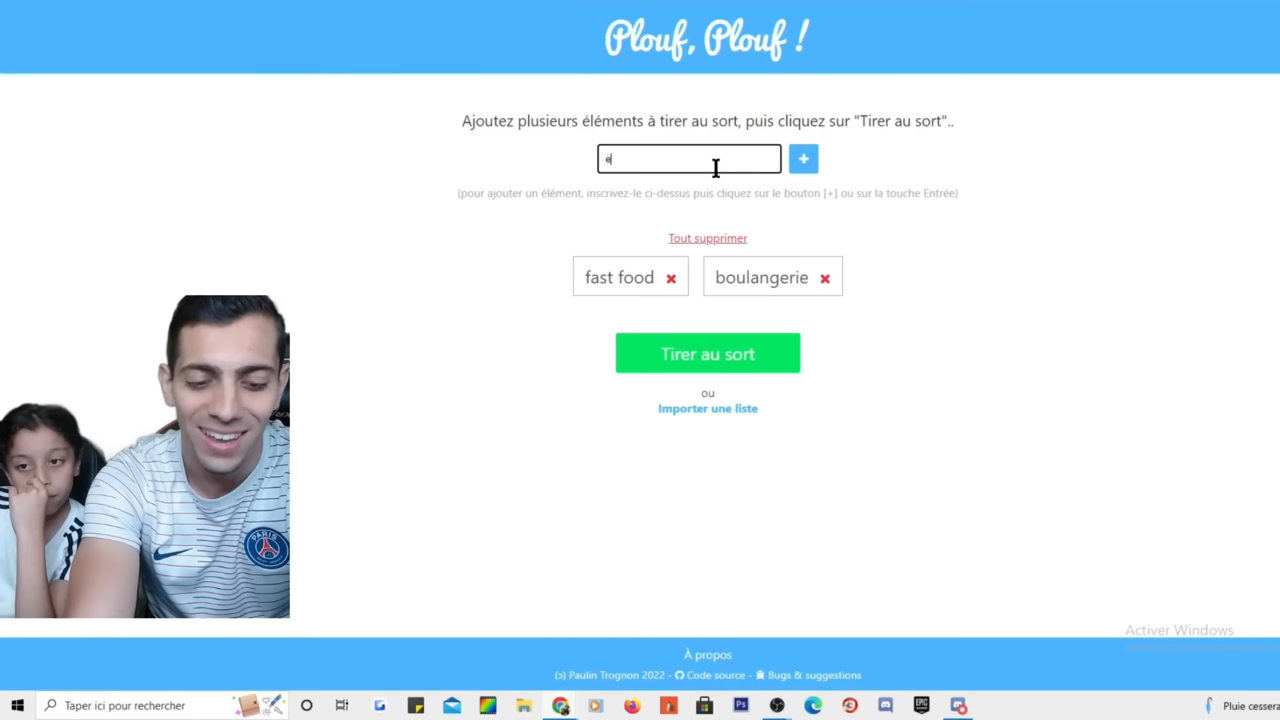 Plouf, Plouf !
Ajoutez plusieurs éléments à tirer au sort, puis cliquez sur "Tirer au sort"..
e
+
(pour ajouter un élément, inscrivez-le ci-dessus puis cliquez sur le bouton [+] ou sur la touche Entrée)
Tout supprimer
fast food
boulangerie
Tirer au sort
ou
Importer une liste
PARIS
Activer Windows
À propos
(ɔ) Paulin Trognon 2022 - Code source - Bugs & suggestions
Taper ici pour rechercher
Ps
EPIC
Pluie cessera